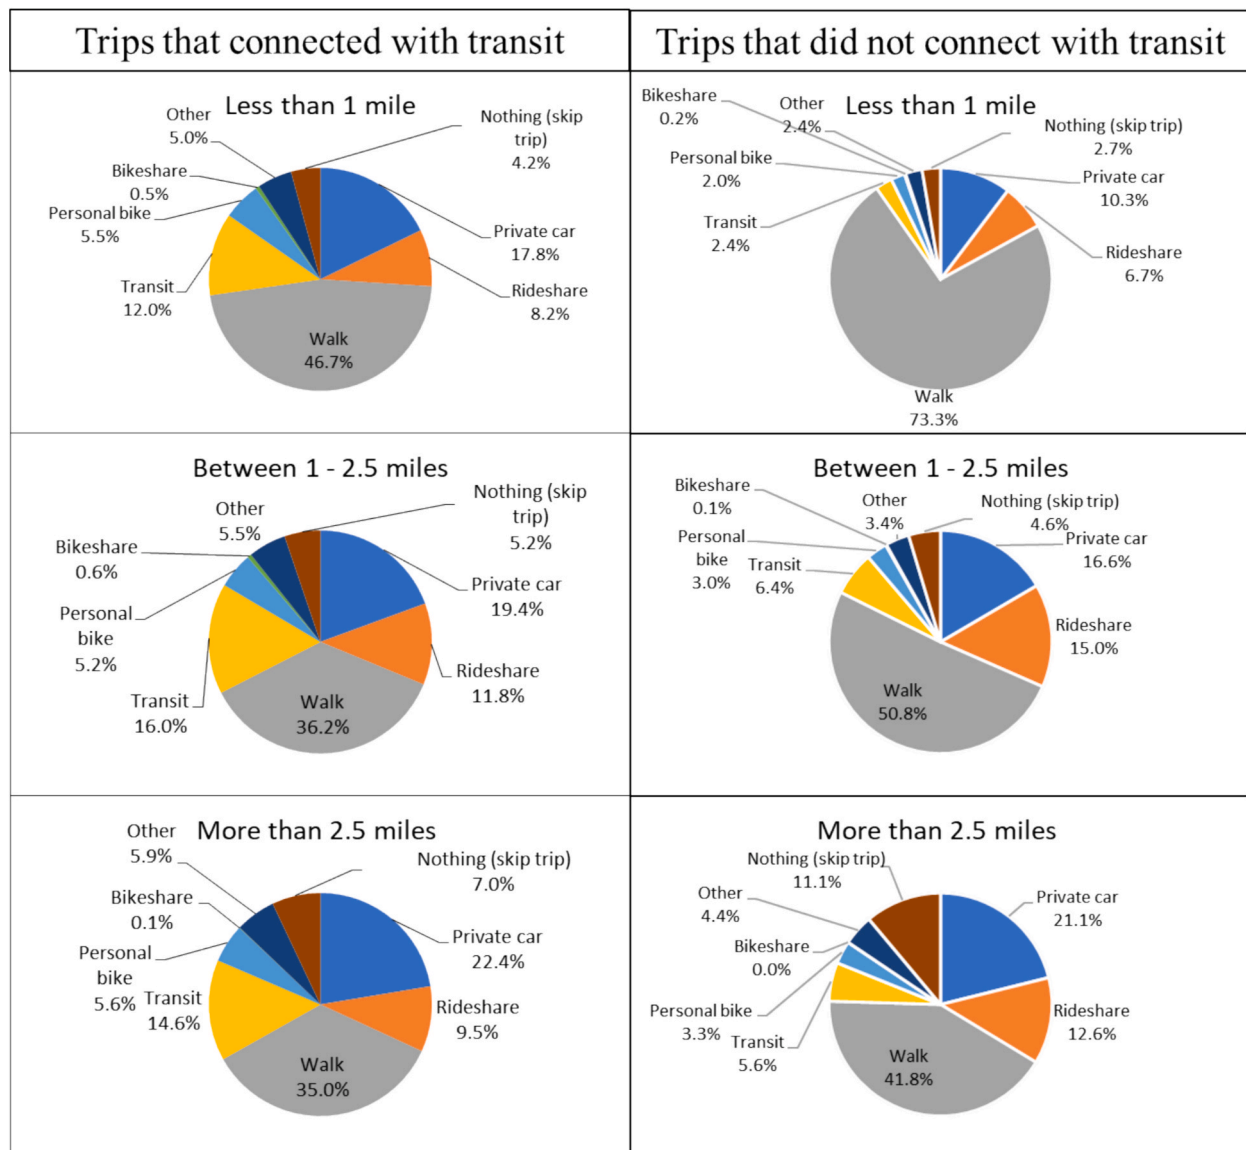 Trips that connected with transit
Trips that did not connect with transit
Less than 1 mile
Other
5.0%
Nothing (skip
trip)
4.2%
Bikeshare
0.5%
Personal bike
5.5%
Private car
17.8%
Transit
12.0%
Rideshare
8.2%
Walk
46.7%
Less than 1 mile
Bikeshare
0.2%
Other
2.4%
Nothing (skip trip)
2.7%
Personal bike
2.0%
Private car
10.3%
Transit
2.4%
Rideshare
6.7%
Walk
73.3%
Between 1 - 2.5 miles
Other
5.5%
Nothing (skip
trip)
5.2%
Bikeshare
0.6%
Private car
19.4%
Personal
bike
5.2%
Rideshare
11.8%
Transit
16.0%
Walk
36.2%
Between 1 - 2.5 miles
Bikeshare
0.1%
Other
3.4%
Nothing (skip trip)
4.6%
Personal
bike
3.0%
Private car
16.6%
Transit
6.4%
Rideshare
15.0%
Walk
50.8%
More than 2.5 miles
Other
5.9%
Nothing (skip trip)
7.0%
Bikeshare
0.1%
Private car
22.4%
Personal
bike
5.6%
Transit
14.6%
Rideshare
9.5%
Walk
35.0%
More than 2.5 miles
Nothing (skip trip)
11.1%
Other
4.4%
Private car
21.1%
Bikeshare
0.0%
Personal bike
3.3%
Rideshare
12.6%
Transit
5.6%
Walk
41.8%